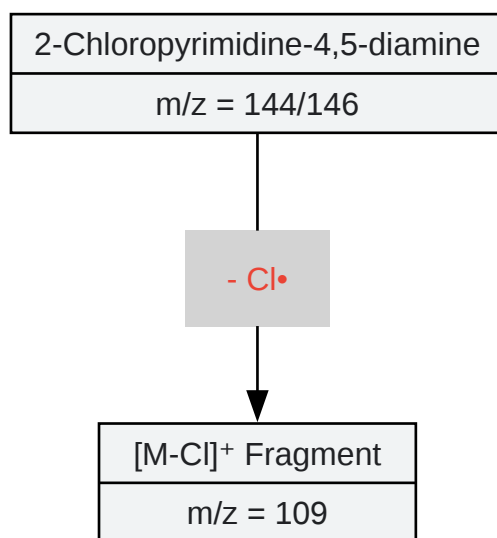 2-Chloropyrimidine-4,5-diamine
m/z = 144/146
- Cl•
[M-Cl]⁺ Fragment
m/z = 109